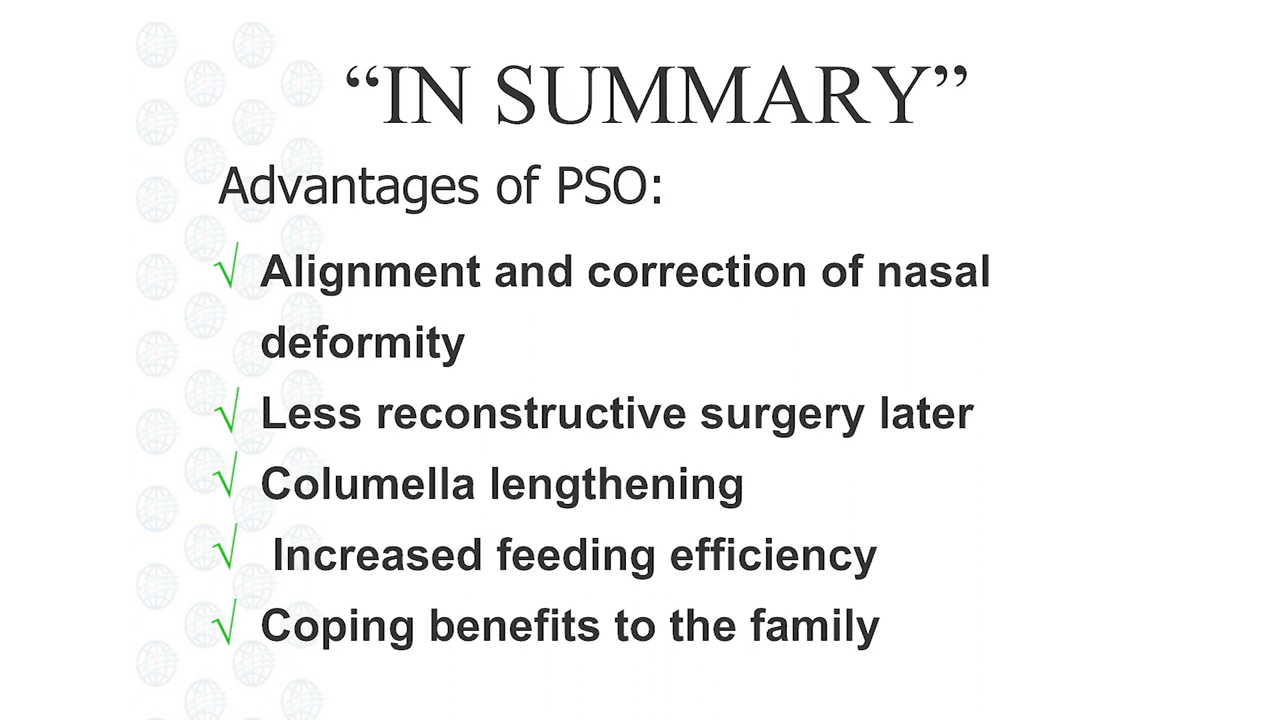 “IN SUMMARY”
Advantages of PSO:
√ Alignment and correction of nasal
deformity
√ Less reconstructive surgery later
√ Columella lengthening
√ Increased feeding efficiency
√ Coping benefits to the family